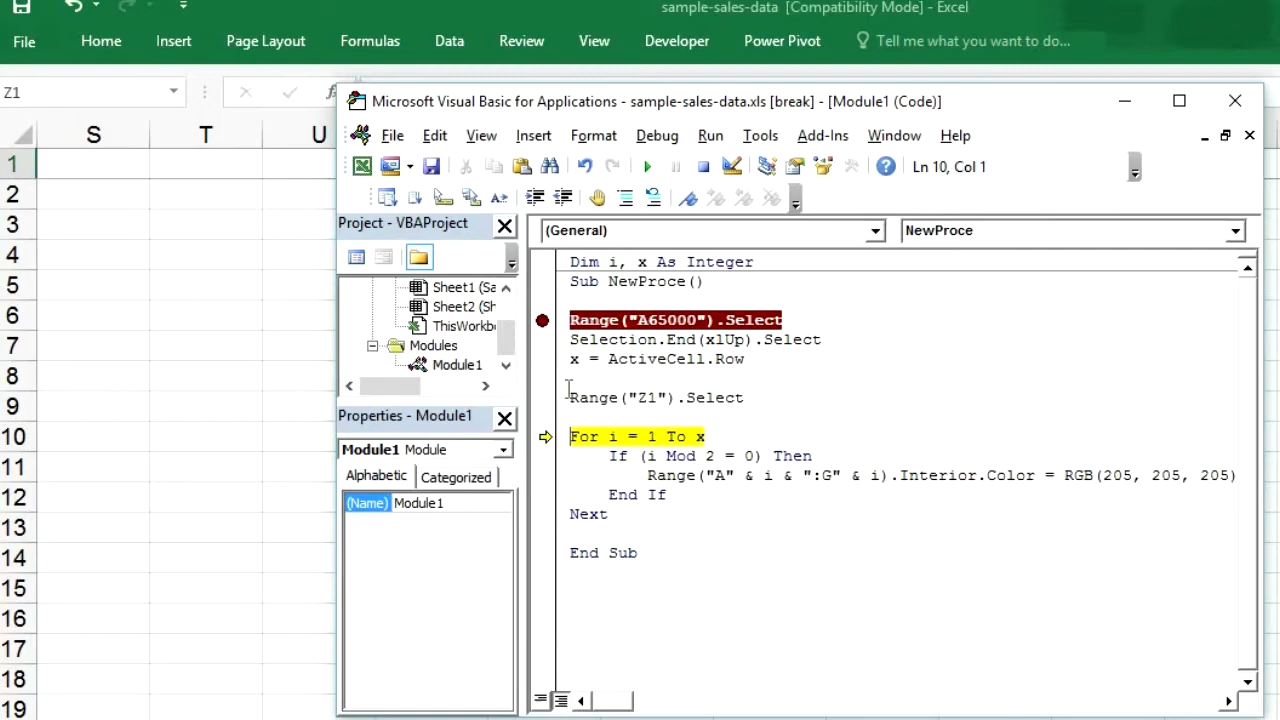 sample-sales-data [Compatibility Mode] - Excel
File Home Insert Page Layout Formulas Data Review View Developer Power Pivot Tell me what you want to do...
Z1
S T U
1
2
3
4
5
6
7
8
9
10
11
12
13
14
15
16
17
18
19
Microsoft Visual Basic for Applications - sample-sales-data.xls [break] - [Module1 (Code)]
File Edit View Insert Format Debug Run Tools Add-Ins Window Help
Ln 10, Col 1
Project - VBAProject
Sheet1 (Sa
Sheet2 (Sh
ThisWorkb
Modules
Module1
Properties - Module1
Module1 Module
Alphabetic Categorized
(Name) Module1
(General) NewProce
Dim i, x As Integer
Sub NewProce()
Range("A65000").Select
Selection.End(xlUp).Select
x = ActiveCell.Row
Range("Z1").Select
For i = 1 To x
If (i Mod 2 = 0) Then
Range("A" & i & ":G" & i).Interior.Color = RGB(205, 205, 205)
End If
Next
End Sub